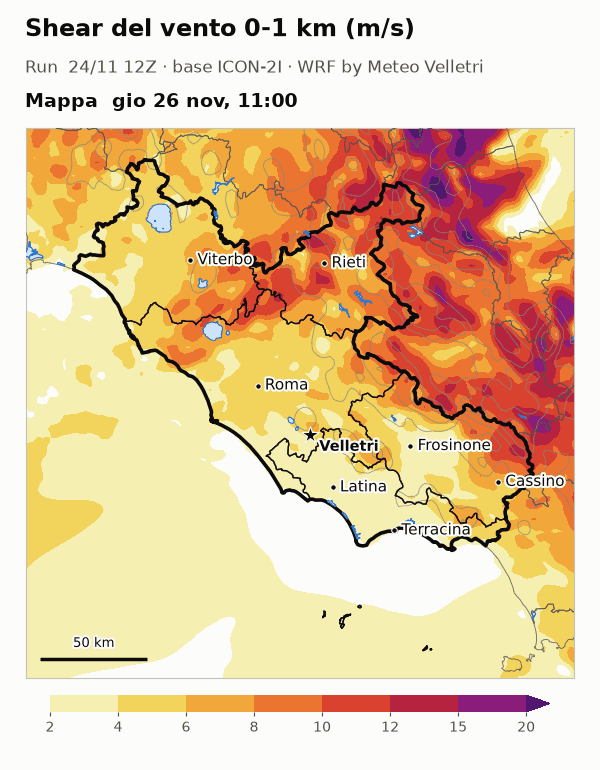 Shear del vento 0-1 km (m/s)
Run  24/11 12Z · base ICON-2I · WRF by Meteo Velletri
Mappa  gio 26 nov, 11:00
Viterbo
Rieti
Roma
Velletri
Frosinone
Cassino
Latina
Terracina
50 km
2 4 6 8 10 12 15 20